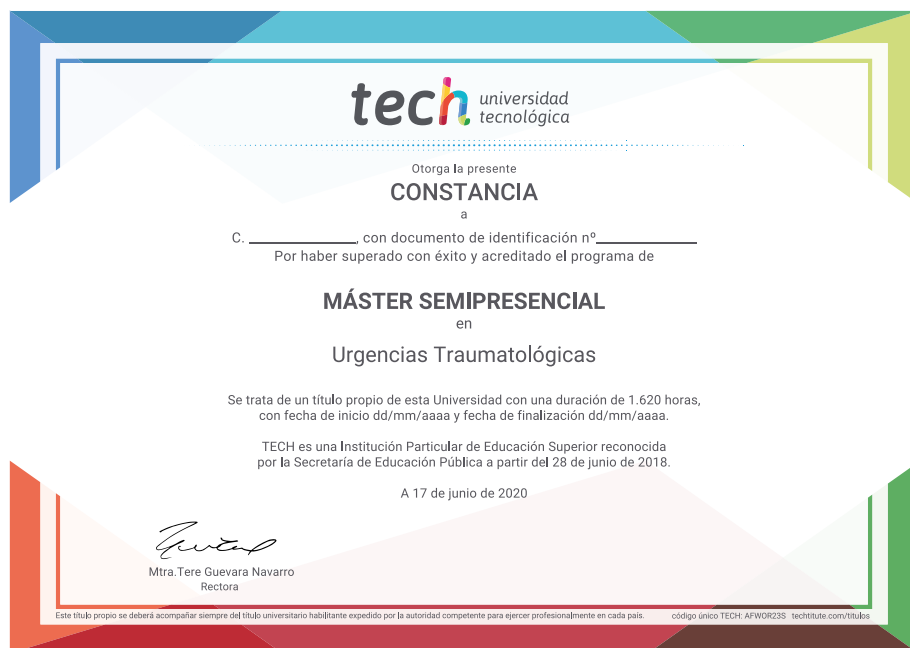 tech universidad
tecnológica
Otorga la presente
CONSTANCIA
a
C. ____________, con documento de identificación nº____________
Por haber superado con éxito y acreditado el programa de
MÁSTER SEMIPRESENCIAL
en
Urgencias Traumatológicas
Se trata de un título propio de esta Universidad con una duración de 1.620 horas,
con fecha de inicio dd/mm/aaaa y fecha de finalización dd/mm/aaaa.
TECH es una Institución Particular de Educación Superior reconocida
por la Secretaría de Educación Pública a partir del 28 de junio de 2018.
A 17 de junio de 2020
Mtra.Tere Guevara Navarro
Rectora
Este título propio se deberá acompañar siempre del título universitario habilitante expedido por la autoridad competente para ejercer profesionalmente en cada país. código único TECH: AFWOR23S techtitute.com/titulos